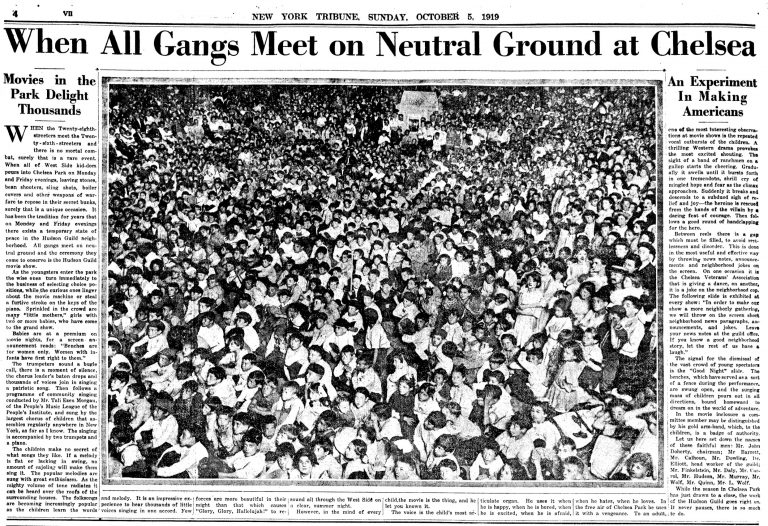 4
VII
NEW YORK TRIBUNE, SUNDAY, OCTOBER 5, 1919
When All Gangs Meet on Neutral Ground at Chelsea
Movies in the
Park Delight
Thousands
WHEN the Twenty-eighth-
streeters meet the Twen-
ty-sixth-streeters and
there is no mortal com-
bat, surely that is a rare event.
When all of West Side kid-dom
pours into Chelsea Park on Monday
and Friday evenings, leaving stones,
bean shooters, sling shots, boiler
covers and other weapons of war-
fare to repose in their secret bunks,
surely that is a unique occasion. It
has been the tradition for years that
on Monday and Friday evenings
there exists a temporary state of
peace in the Hudson Guild neigh-
borhood. All gangs meet on neu-
tral ground and the ceremony they
come to observe is the Hudson Guild
movie show.
As the youngsters enter the park
the wise ones turn immediately to
the business of selecting choice po-
sitions, while the curious ones linger
about the movie machine or steal
a furtive stroke on the keys of the
piano. Sprinkled in the crowd are
many "little mothers," girls with
two or more babies, who have come
to the grand show.
Babies are at a premium on
movie nights, for a screen an-
nouncement reads: "Benches are
for women only. Women with in-
fants have first right to them."
The trumpeters sound a bugle
call, there is a moment of silence,
the chorus leader's baton drops and
thousands of voices join in singing
a patriotic song. Then follows a
programme of community singing
conducted by Mr. Tali Esen Morgan,
of the People's Music League of the
People's Institute, and sung by the
largest chorus of children that as-
sembles regularly anywhere in New
York, as far as I know. The singing
is accompanied by two trumpets and
a piano.
The children make no secret of
what songs they like. If a melody
is flat or lacking in swing, no
amount of cajoling will make them
sing it. The popular melodies are
sung with great enthusiasm. As the
mighty volume of tone radiates it
can be heard over the roofs of the
surrounding houses. The folksongs
are becoming increasingly popular
as the children learn the words
and melody. It is an impressive ex-
perience to hear thousands of little
voices singing in one accord. New
forces are more beautiful in their
might than that which causes
"Glory, Glory, Hallelujah!" to re-
sound all through the West Side on
a clear, summer night.
However, in the mind of every
child, the movie is the thing, and he
let you known it.
The voice is the child's most ar-
ticulate organ. He uses it when
he is happy, when he is bored, when
he is excited, when he is afraid,
when he hates, when he loves. In
the free air of Chelsea Park he uses
it with a vengeance. To an adult,
An Experiment
In Making
Americans
one of the most interesting observa-
tions at movie shows is the repeated
vocal outbursts of the children. A
thrilling Western drama provokes
the most excited shouting. The
sight of a band of ranchmen on a
gallop starts the cheering. Gradu-
ally it swells until it bursts forth
in one tremendous, shrill cry of
mingled hope and fear as the climax
approaches. Suddenly it breaks and
descends to a subdued sigh of re-
lief and joy—the heroine is rescued
from the hands of the villain by a
daring feat of courage. Then fol-
lows a good round of handclapping
for the hero.
Between reels there is a gap
which must be filled, to avoid rest-
lessness and disorder. This is done
in the most useful and effective way
by throwing news notes, announce-
ments and neighborhood jokes on
the screen. On one occasion it is
the Chelsea Veterans' Association
that is giving a dance, on another,
it is a joke on the neighborhood cop.
The following slide is exhibited at
every show: "In order to make our
show a more neighborly gathering,
we will throw on the screen short
neighborhood news paragraphs, an-
nouncements, and jokes. Leave
your news notes at the guild office.
If you know a good neighborhood
story, let the rest of us have a
laugh."
The signal for the dismissal of
the vast crowd of young spectators
is the "Good Night" slide. The
benches, which have served as a sort
of a fence during the performance,
are swung open, and the surging
mass of children pours out in all
directions, bound homeward to
dream on in the world of adventure.
In the movie inclosure a com-
mittee member may be distinguished
by his gold arm-band, which, to the
children, is a badge of authority.
Let us here set down the names
of these faithful men: Mr. John
Doherty, chairman; Mr. Barrett,
Mr. Calhoun, Mr. Dowling, Dr.
Elliott, head worker of the guild;
Mr. Finkelstein, Mr. Daly, Mr.
Mr. Hudson, Mr. Murray, Mr.
Wolf, Mr. Quinn, Mr. L. Wolf.
While the season in Chelsea Park
has just drawn to a close, the work
of the Hudson Guild goes right on.
It never pauses, there is so much
to do.